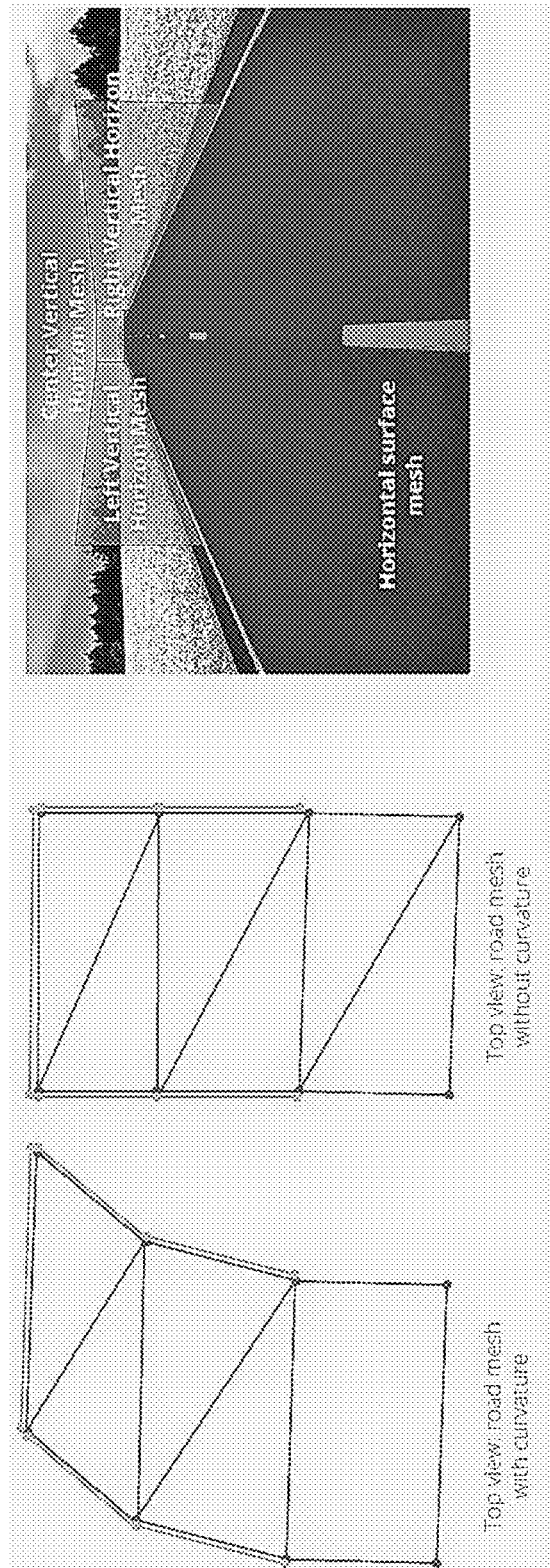 Center Vertical
Horizon Mesh
Left Vertical
Horizon Mesh
Right Vertical Horizon
Mesh
Horizontal surface
mesh
Top view: road mesh
without curvature
Top view: road mesh
with curvature